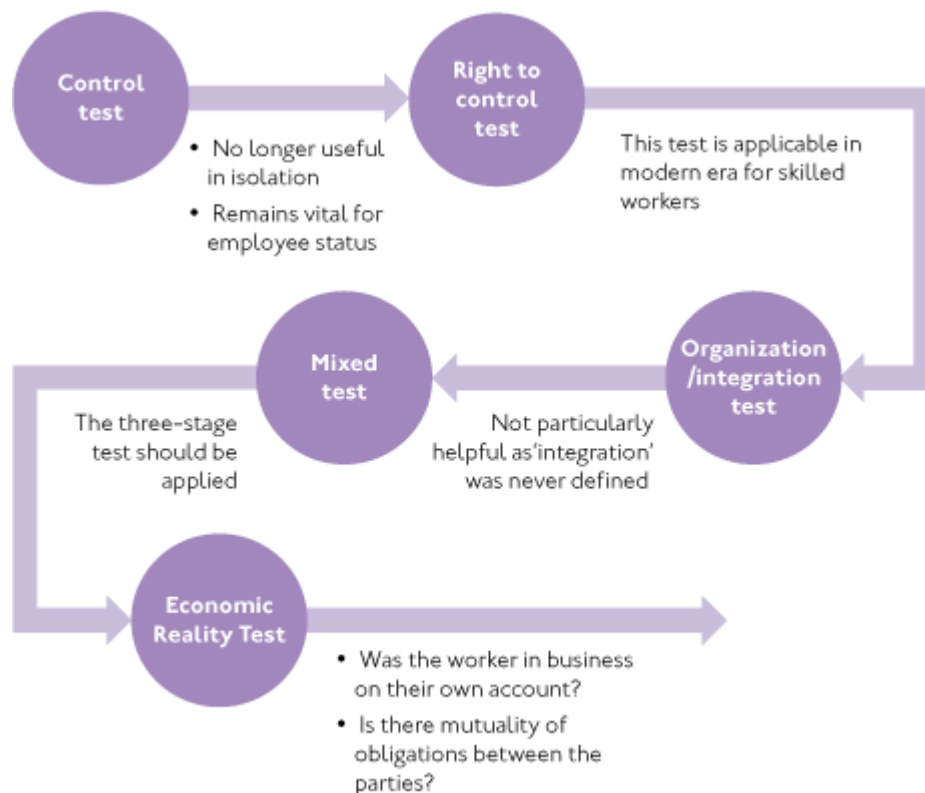 Control
test
Right to
control
test
• No longer useful
in isolation
• Remains vital for
employee status
This test is applicable in
modern era for skilled
workers
Organization
/integration
test
Not particularly
helpful as‘integration’
was never defined
Mixed
test
The three-stage
test should be
applied
Economic
Reality Test
• Was the worker in business
on their own account?
• Is there mutuality of
obligations between the
parties?